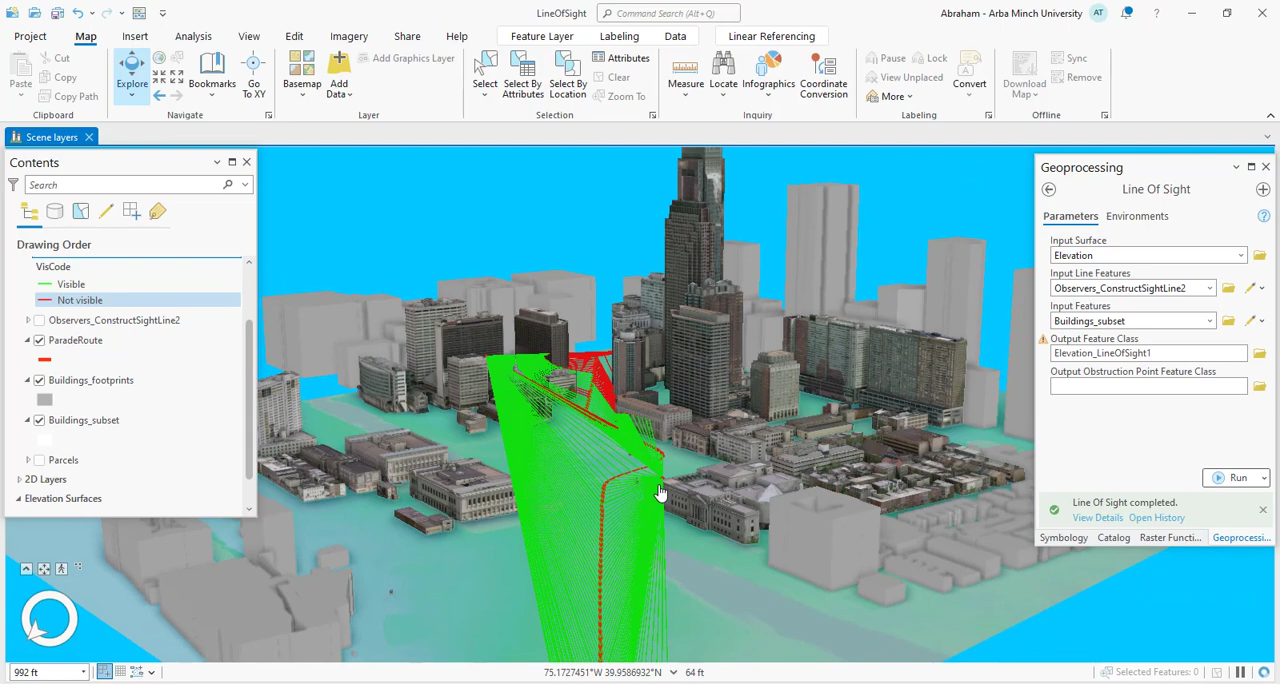 LineOfSight
Command Search (Alt+Q)
Abraham - Arba Minch University
AT
Project
Map
Insert
Analysis
View
Edit
Imagery
Share
Help
Feature Layer
Labeling
Data
Linear Referencing
Paste
Cut
Copy
Copy Path
Clipboard
Explore
Bookmarks
Go To XY
Navigate
Basemap
Add Data
Add Graphics Layer
Layer
Select
Select By Attributes
Select By Location
Attributes
Clear
Zoom To
Selection
Measure
Locate
Infographics
Coordinate Conversion
Inquiry
Pause
Lock
View Unplaced
More
Convert
Labeling
Download Map
Sync
Remove
Offline
Scene layers
Contents
Search
Drawing Order
VisCode
Visible
Not visible
Observers_ConstructSightLine2
ParadeRoute
Buildings_footprints
Buildings_subset
Parcels
2D Layers
Elevation Surfaces
Geoprocessing
Line Of Sight
Parameters
Environments
Input Surface
Elevation
Input Line Features
Observers_ConstructSightLine2
Input Features
Buildings_subset
Output Feature Class
Elevation_LineOfSight1
Output Obstruction Point Feature Class
Run
Line Of Sight completed.
View Details
Open History
Symbology
Catalog
Raster Functi...
Geoprocessi...
992 ft
75.1727451°W 39.9586932°N
64 ft
Selected Features: 0